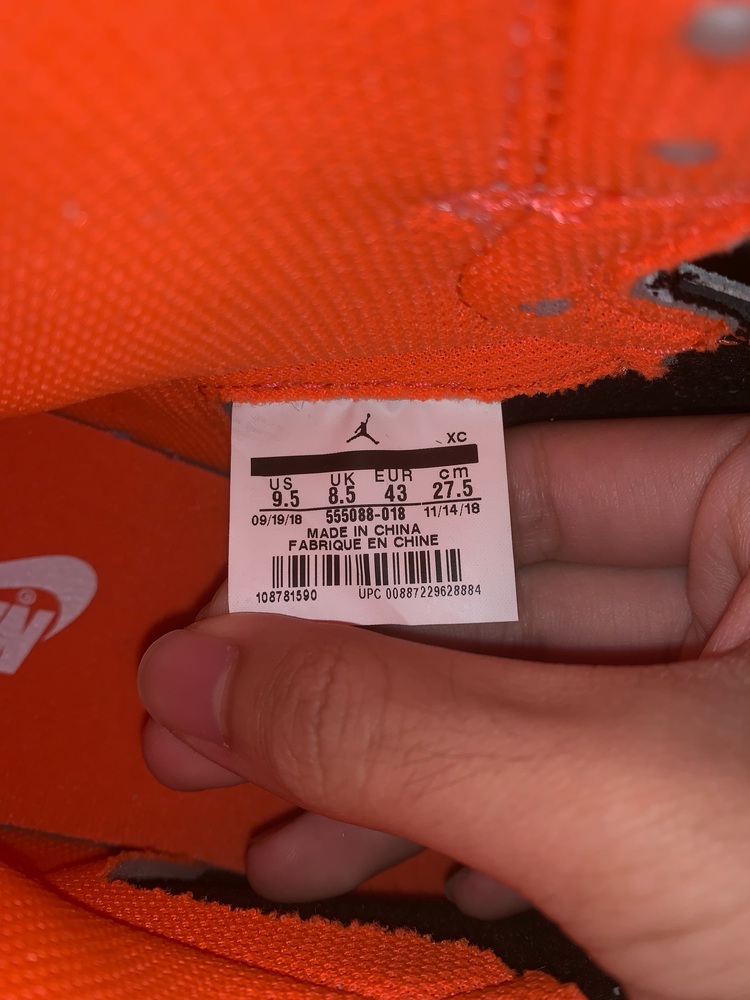 XC
US UK EUR cm
9.5 8.5 43 27.5
09/19/18 555088-018 11/14/18
MADE IN CHINA
FABRIQUE EN CHINE
108781590 UPC 00887229628884